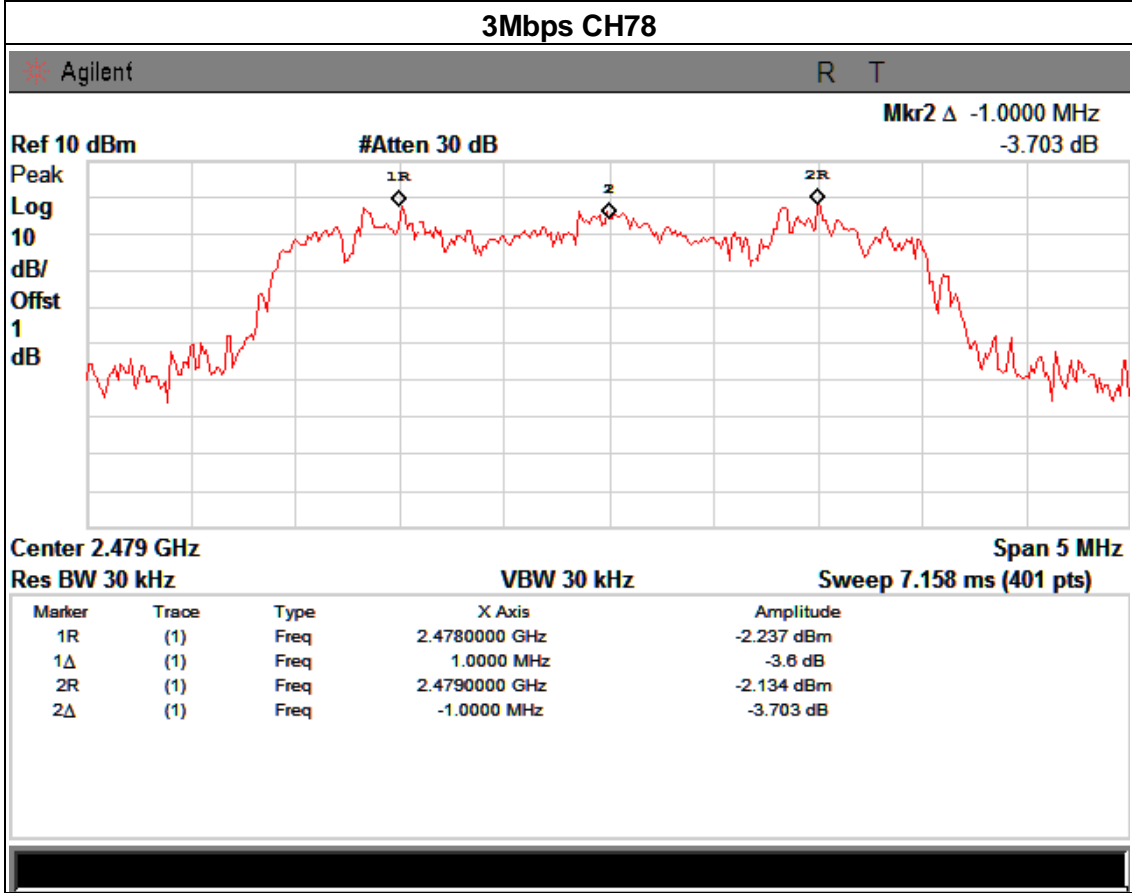 3Mbps CH78
Agilent R T
Mkr2 Δ -1.0000 MHz
Ref 10 dBm #Atten 30 dB -3.703 dB
Peak
Log
10
dB/
Offst
1
dB
1R
2
2R
Center 2.479 GHz Span 5 MHz
Res BW 30 kHz VBW 30 kHz Sweep 7.158 ms (401 pts)
Marker Trace Type X Axis Amplitude
1R (1) Freq 2.4780000 GHz -2.237 dBm
1Δ (1) Freq 1.0000 MHz -3.6 dB
2R (1) Freq 2.4790000 GHz -2.134 dBm
2Δ (1) Freq -1.0000 MHz -3.703 dB